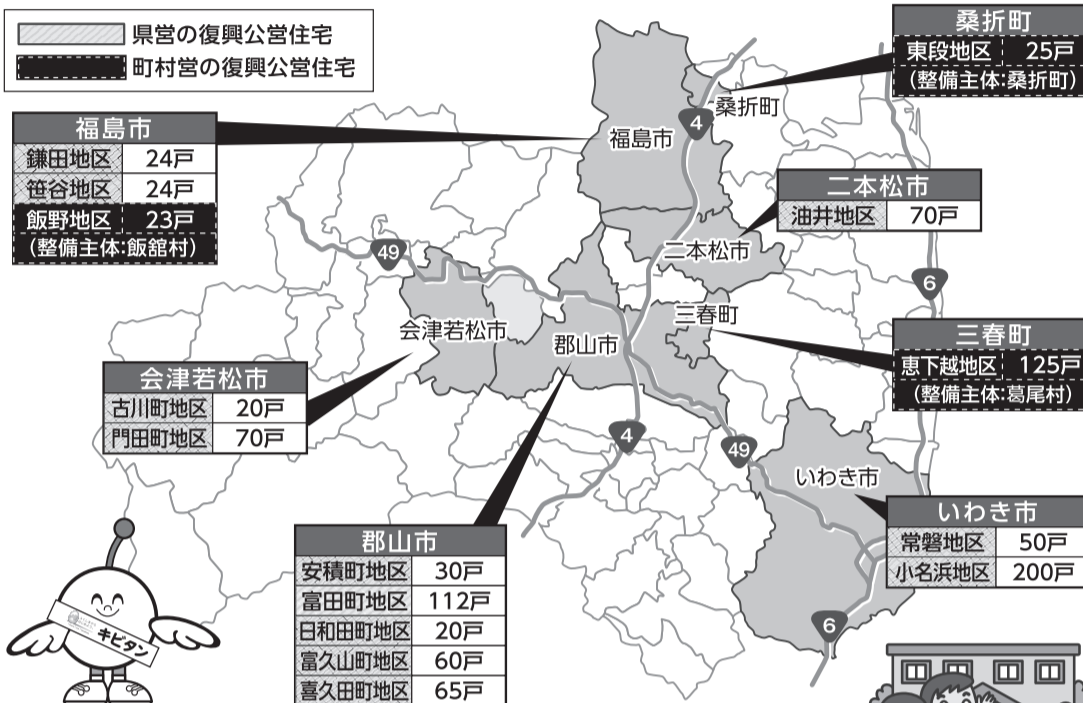 県営の復興公営住宅
町村営の復興公営住宅
桑折町
東段地区 25戸
(整備主体:桑折町)
福島市
鎌田地区 24戸
笹谷地区 24戸
飯野地区 23戸
(整備主体:飯舘村)
二本松市
油井地区 70戸
三春町
恵下越地区 125戸
(整備主体:葛尾村)
会津若松市
古川町地区 20戸
門田町地区 70戸
いわき市
常磐地区 50戸
小名浜地区 200戸
郡山市
安積町地区 30戸
富田町地区 112戸
日和田町地区 20戸
富久山町地区 60戸
喜久田町地区 65戸
桑折町
福島市
二本松市
三春町
会津若松市
郡山市
いわき市
4
49
6
4
49
6
キビタン